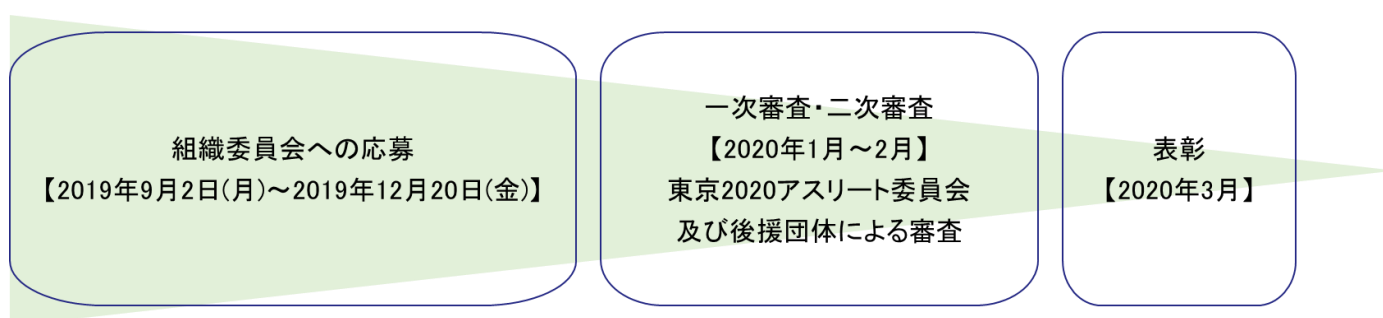 組織委員会への応募
【2019年9月2日(月)～2019年12月20日(金)】
一次審査・二次審査
【2020年1月～2月】
東京2020アスリート委員会
及び後援団体による審査
表彰
【2020年3月】